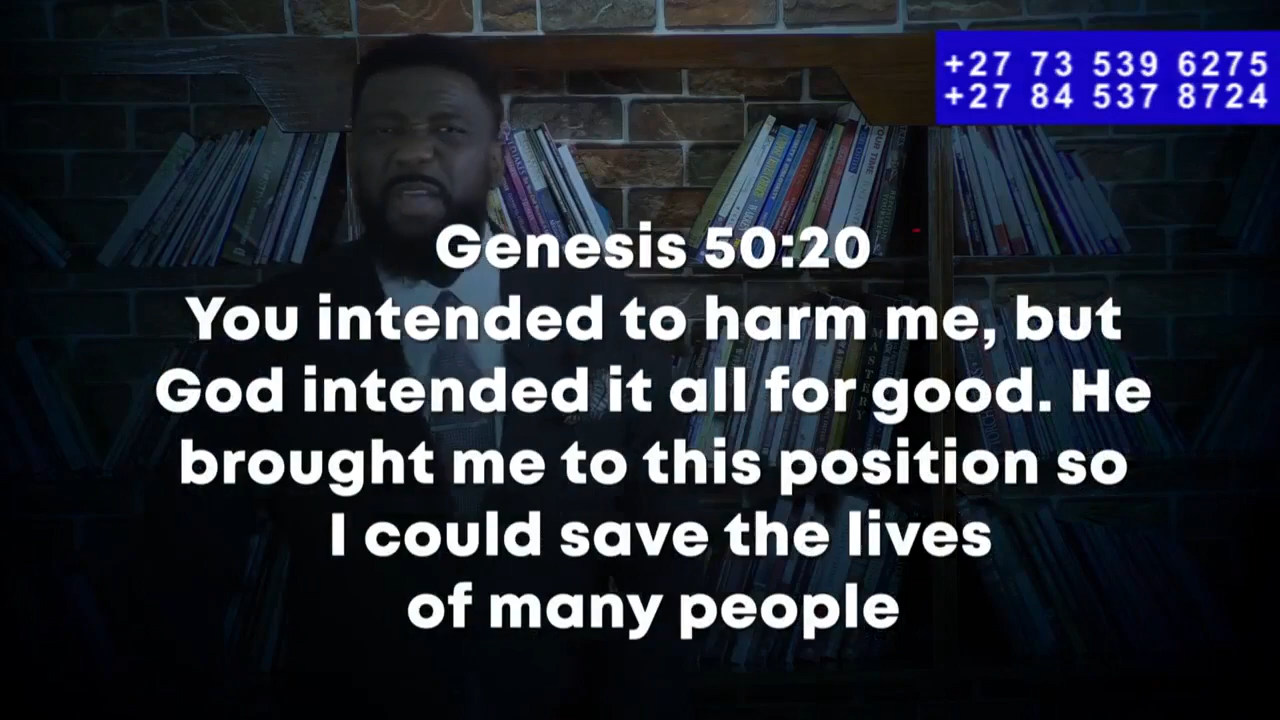 +27 73 539 6275
+27 84 537 8724
Genesis 50:20
You intended to harm me, but
God intended it all for good. He
brought me to this position so
I could save the lives
of many people
MASTERY